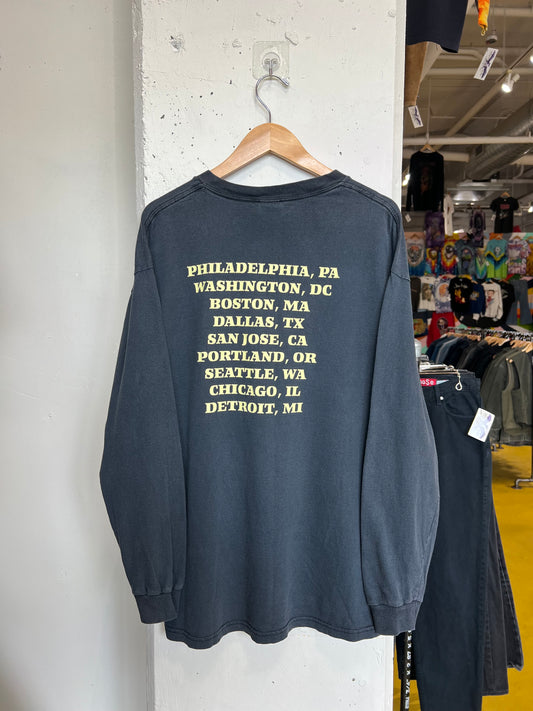 PHILADELPHIA, PA
WASHINGTON, DC
BOSTON, MA
DALLAS, TX
SAN JOSE, CA
PORTLAND, OR
SEATTLE, WA
CHICAGO, IL
DETROIT, MI